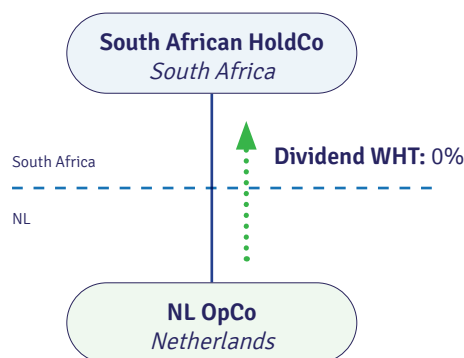 South African HoldCo
South Africa
Dividend WHT: 0%
South Africa
NL
NL OpCo
Netherlands